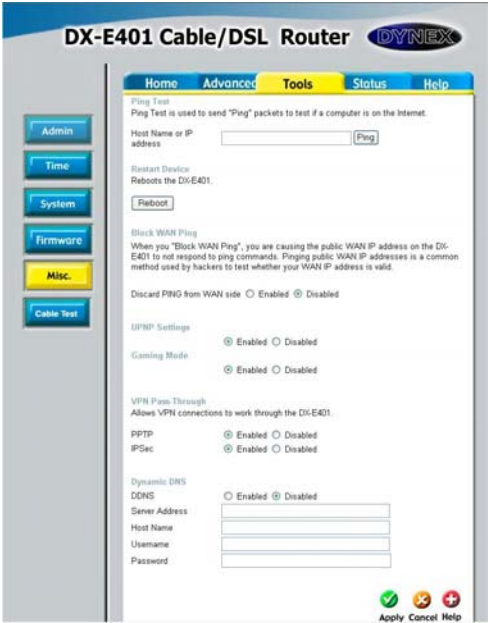 DX-E401 Cable/DSL Router DYNEX
Home Advanced Tools Status Help
Admin
Time
System
Firmware
Misc.
Cable Test
Ping Test
Ping Test is used to send "Ping" packets to test if a computer is on the Internet.
Host Name or IP
address
Ping
Restart Device
Reboots the DX-E401.
Reboot
Block WAN Ping
When you "Block WAN Ping", you are causing the public WAN IP address on the DX-
E401 to not respond to ping commands. Pinging public WAN IP addresses is a common
method used by hackers to test whether your WAN IP address is valid.
Discard PING from WAN side Enabled Disabled
UPNP Settings
Enabled Disabled
Gaming Mode
Enabled Disabled
VPN Pass-Through
Allows VPN connections to work through the DX-E401.
PPTP Enabled Disabled
IPSec Enabled Disabled
Dynamic DNS
DDNS Enabled Disabled
Server Address
Host Name
Username
Password
Apply Cancel Help